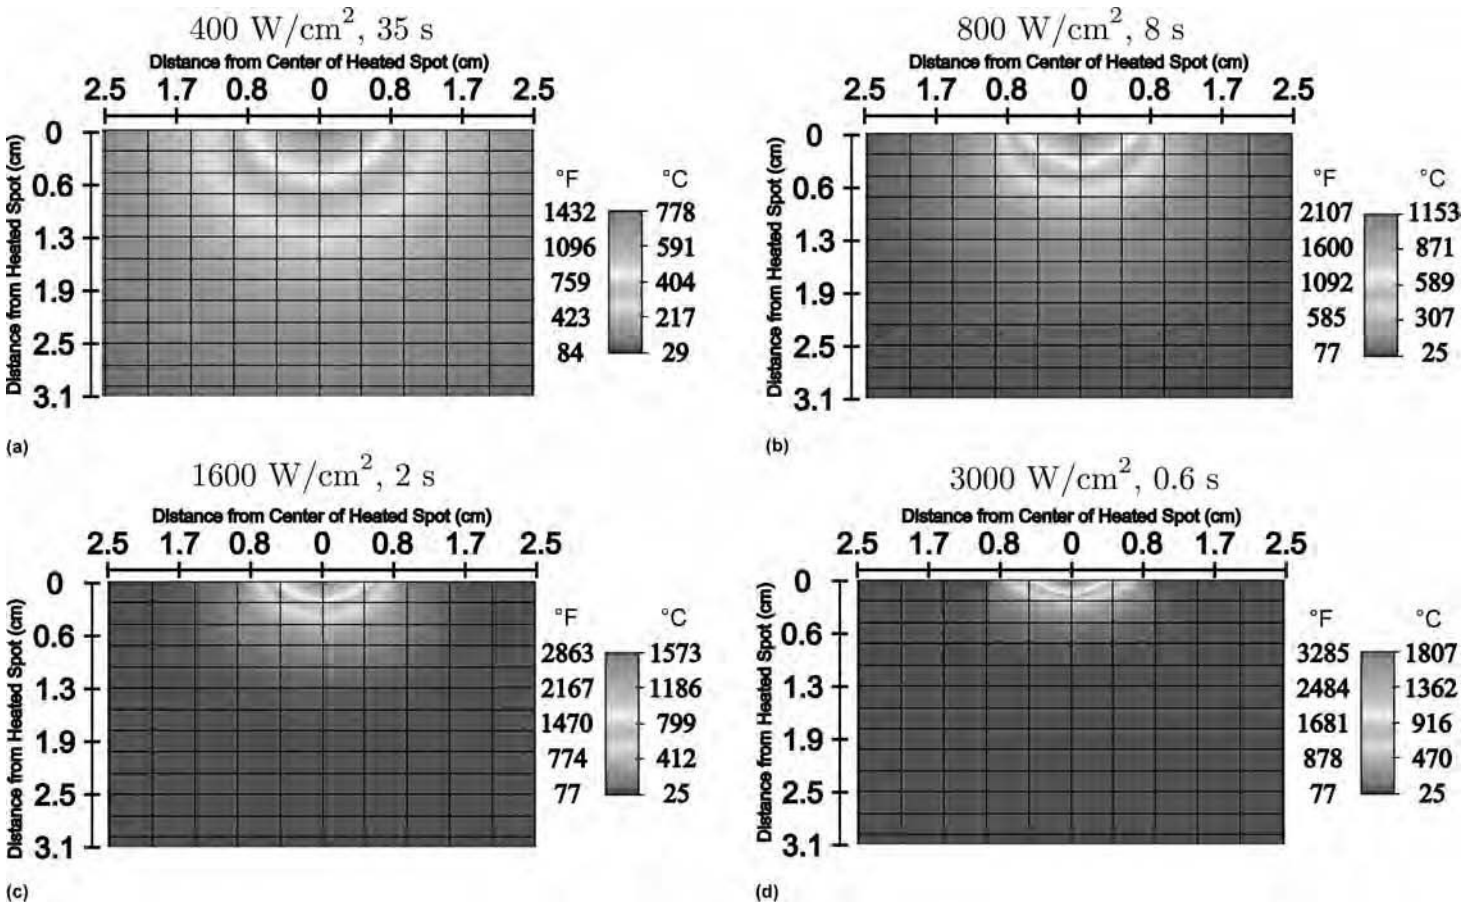 400 W/cm², 35 s
Distance from Center of Heated Spot (cm)
2.5 1.7 0.8 0 0.8 1.7 2.5
Distance from Heated Spot (cm)
0
0.6
1.3
1.9
2.5
3.1
°F °C
1432 778
1096 591
759 404
423 217
84 29
(a)
800 W/cm², 8 s
Distance from Center of Heated Spot (cm)
2.5 1.7 0.8 0 0.8 1.7 2.5
Distance from Heated Spot (cm)
0
0.6
1.3
1.9
2.5
3.1
°F °C
2107 1153
1600 871
1092 589
585 307
77 25
(b)
1600 W/cm², 2 s
Distance from Center of Heated Spot (cm)
2.5 1.7 0.8 0 0.8 1.7 2.5
Distance from Heated Spot (cm)
0
0.6
1.3
1.9
2.5
3.1
°F °C
2863 1573
2167 1186
1470 799
774 412
77 25
(c)
3000 W/cm², 0.6 s
Distance from Center of Heated Spot (cm)
2.5 1.7 0.8 0 0.8 1.7 2.5
Distance from Heated Spot (cm)
0
0.6
1.3
1.9
2.5
3.1
°F °C
3285 1807
2484 1362
1681 916
878 470
77 25
(d)